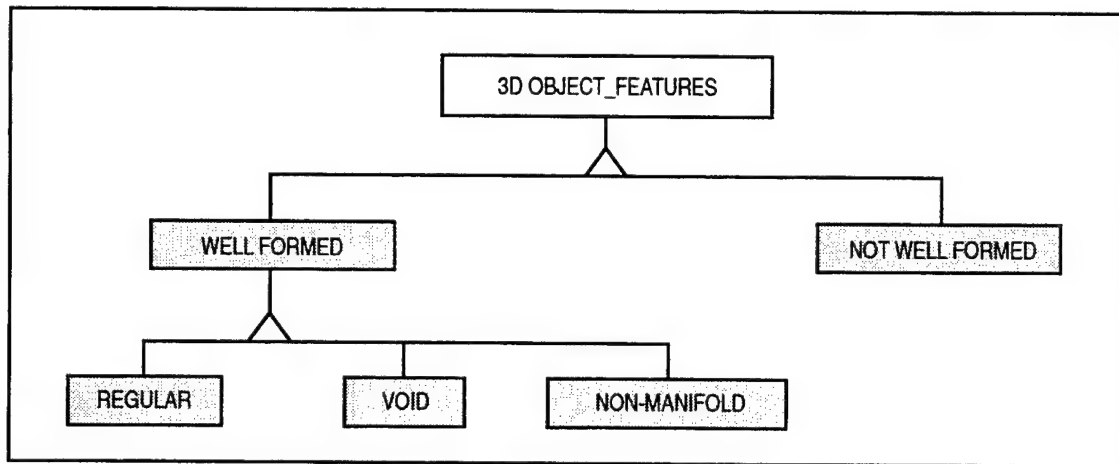 3D OBJECT_FEATURES
WELL FORMED
NOT WELL FORMED
REGULAR
VOID
NON-MANIFOLD